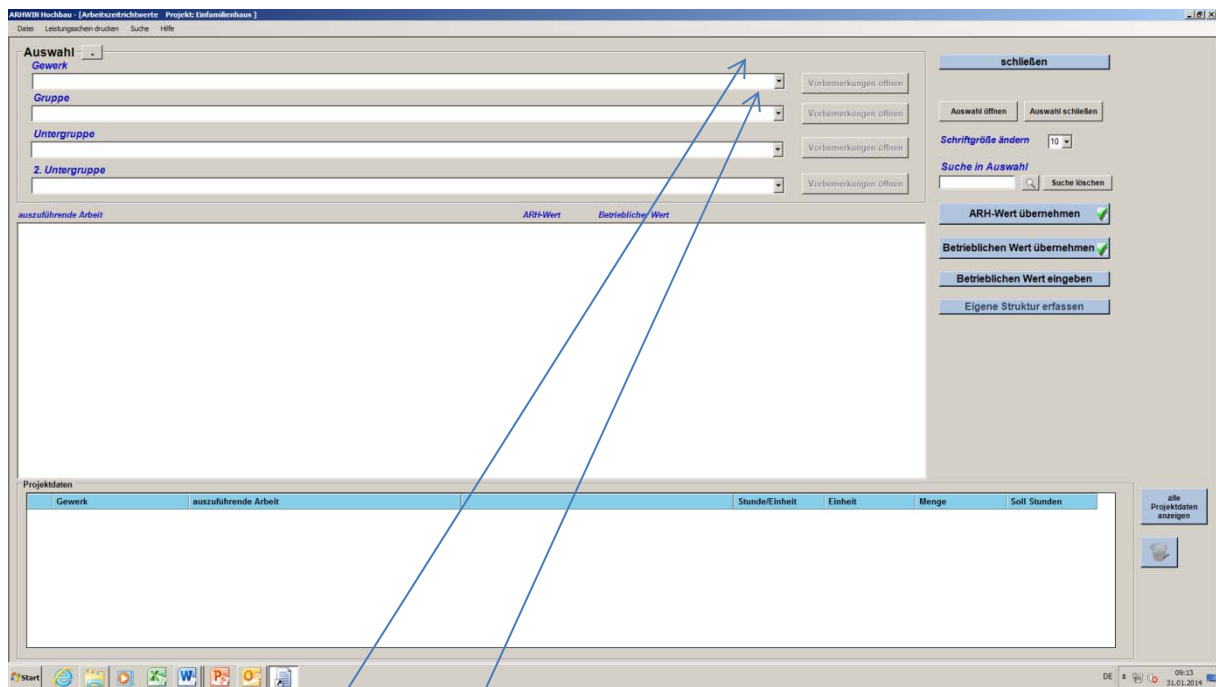 ARHWIN Hochbau - [Arbeitszeitrichtwerte Projekt: Einfamilienhaus ]
Datei Leistungsschein drucken Suche Hilfe
Auswahl -
Gewerk
Vorbemerkungen öffnen
Gruppe
Vorbemerkungen öffnen
Untergruppe
Vorbemerkungen öffnen
2. Untergruppe
Vorbemerkungen öffnen
schließen
Auswahl öffnen Auswahl schließen
Schriftgröße ändern 10
Suche in Auswahl
Suche löschen
ARH-Wert übernehmen
Betrieblichen Wert übernehmen
Betrieblichen Wert eingeben
Eigene Struktur erfassen
auszuführende Arbeit ARH-Wert Betrieblicher Wert
Projektdaten
Gewerk auszuführende Arbeit Stunde/Einheit Einheit Menge Soll Stunden
alle
Projektdaten
anzeigen
Start DE 09:13
31.01.2014